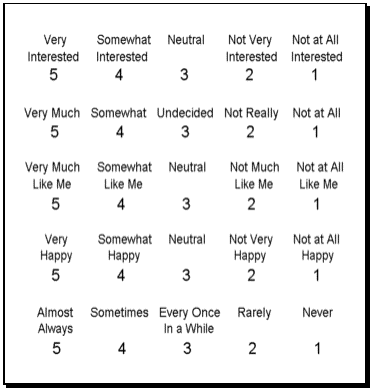 Very Somewhat Neutral Not Very Not at All
Interested Interested Interested Interested
5 4 3 2 1
Very Much Somewhat Undecided Not Really Not at All
5 4 3 2 1
Very Much Somewhat Neutral Not Much Not at All
Like Me Like Me Like Me Like Me
5 4 3 2 1
Very Somewhat Neutral Not Very Not at All
Happy Happy Happy Happy
5 4 3 2 1
Almost Sometimes Every Once Rarely Never
Always In a While
5 4 3 2 1